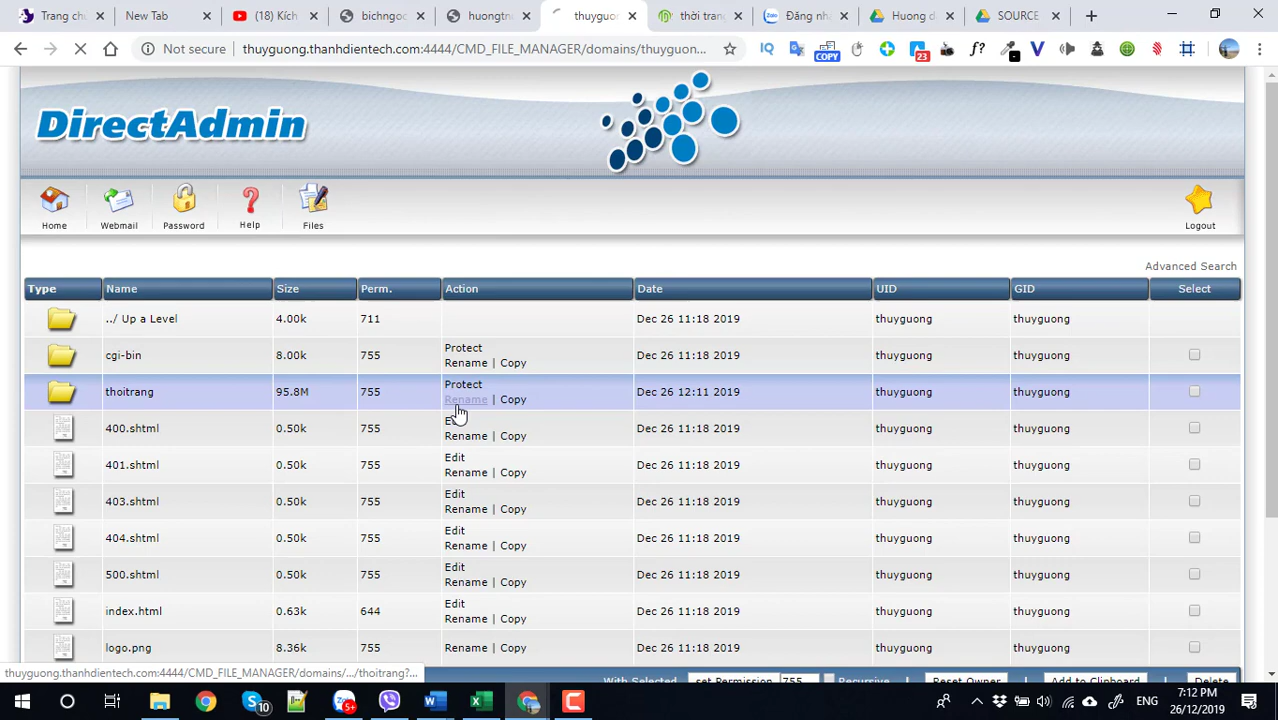 Trang chủ
New Tab
(18) Kích
bichngoc
huongtn
thuyguon
thời trang
Đăng nhậ
Huong d
SOURCE
Not secure
thuyguong.thanhdientech.com:4444/CMD_FILE_MANAGER/domains/thuyguon...
IQ
COPY
23
f?
V
DirectAdmin
Home
Webmail
Password
Help
Files
Logout
Advanced Search
Type Name Size Perm. Action Date UID GID Select
../ Up a Level 4.00k 711 Dec 26 11:18 2019 thuyguong thuyguong
cgi-bin 8.00k 755 Protect Dec 26 11:18 2019 thuyguong thuyguong
Rename | Copy
thoitrang 95.8M 755 Protect Dec 26 12:11 2019 thuyguong thuyguong
Rename | Copy
400.shtml 0.50k 755 Dec 26 11:18 2019 thuyguong thuyguong
Rename | Copy
401.shtml 0.50k 755 Edit Dec 26 11:18 2019 thuyguong thuyguong
Rename | Copy
403.shtml 0.50k 755 Edit Dec 26 11:18 2019 thuyguong thuyguong
Rename | Copy
404.shtml 0.50k 755 Edit Dec 26 11:18 2019 thuyguong thuyguong
Rename | Copy
500.shtml 0.50k 755 Edit Dec 26 11:18 2019 thuyguong thuyguong
Rename | Copy
index.html 0.63k 644 Edit Dec 26 11:18 2019 thuyguong thuyguong
Rename | Copy
logo.png 8.36k 755 Rename | Copy Dec 26 11:18 2019 thuyguong thuyguong
With Selected set Permission 755 Recursive | Reset Owner | Add to Clipboard | Delete
thuyguong.thanhdientech.com:4444/CMD_FILE_MANAGER/domains/.../thoitrang?...
10
5+
ENG
7:12 PM
26/12/2019